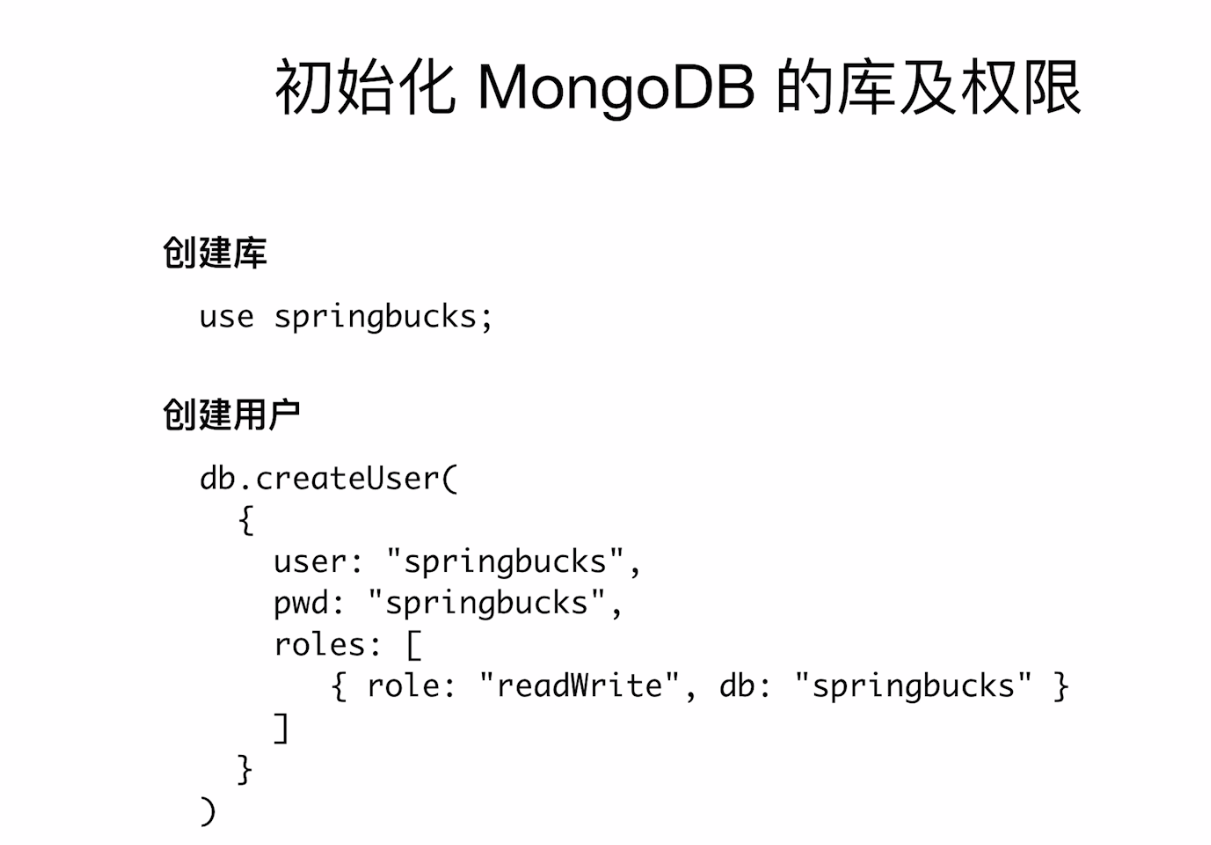 初始化 MongoDB 的库及权限
创建库
use springbucks;
创建用户
db.createUser(
{
user: "springbucks",
pwd: "springbucks",
roles: [
{ role: "readWrite", db: "springbucks" }
]
}
)